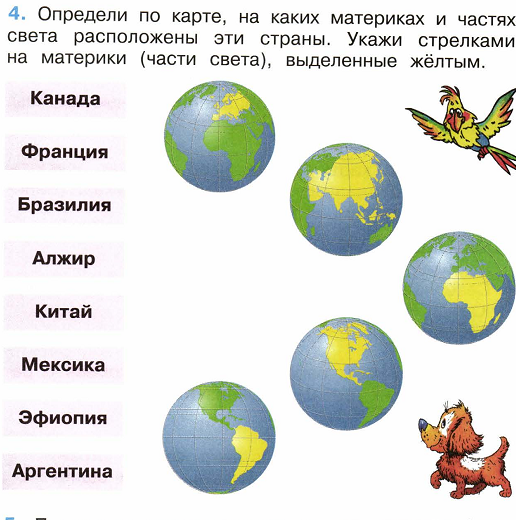 4. Определи по карте, на каких материках и частях
света расположены эти страны. Укажи стрелками
на материки (части света), выделенные жёлтым.
Канада
Франция
Бразилия
Алжир
Китай
Мексика
Эфиопия
Аргентина